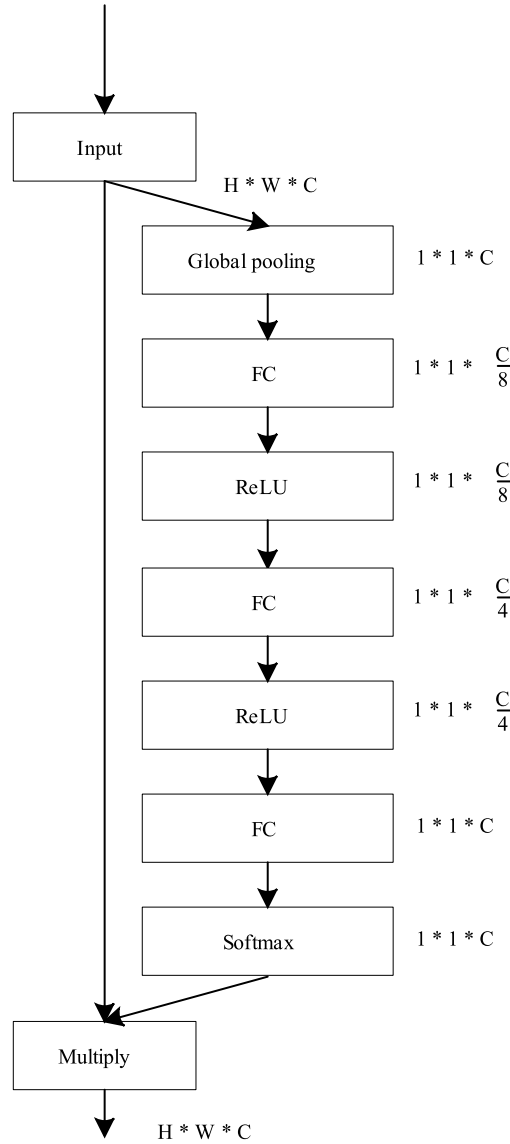 Input
H * W * C
Global pooling 1 * 1 * C
FC 1 * 1 * C/8
ReLU 1 * 1 * C/8
FC 1 * 1 * C/4
ReLU 1 * 1 * C/4
FC 1 * 1 * C
Softmax 1 * 1 * C
Multiply
H * W * C